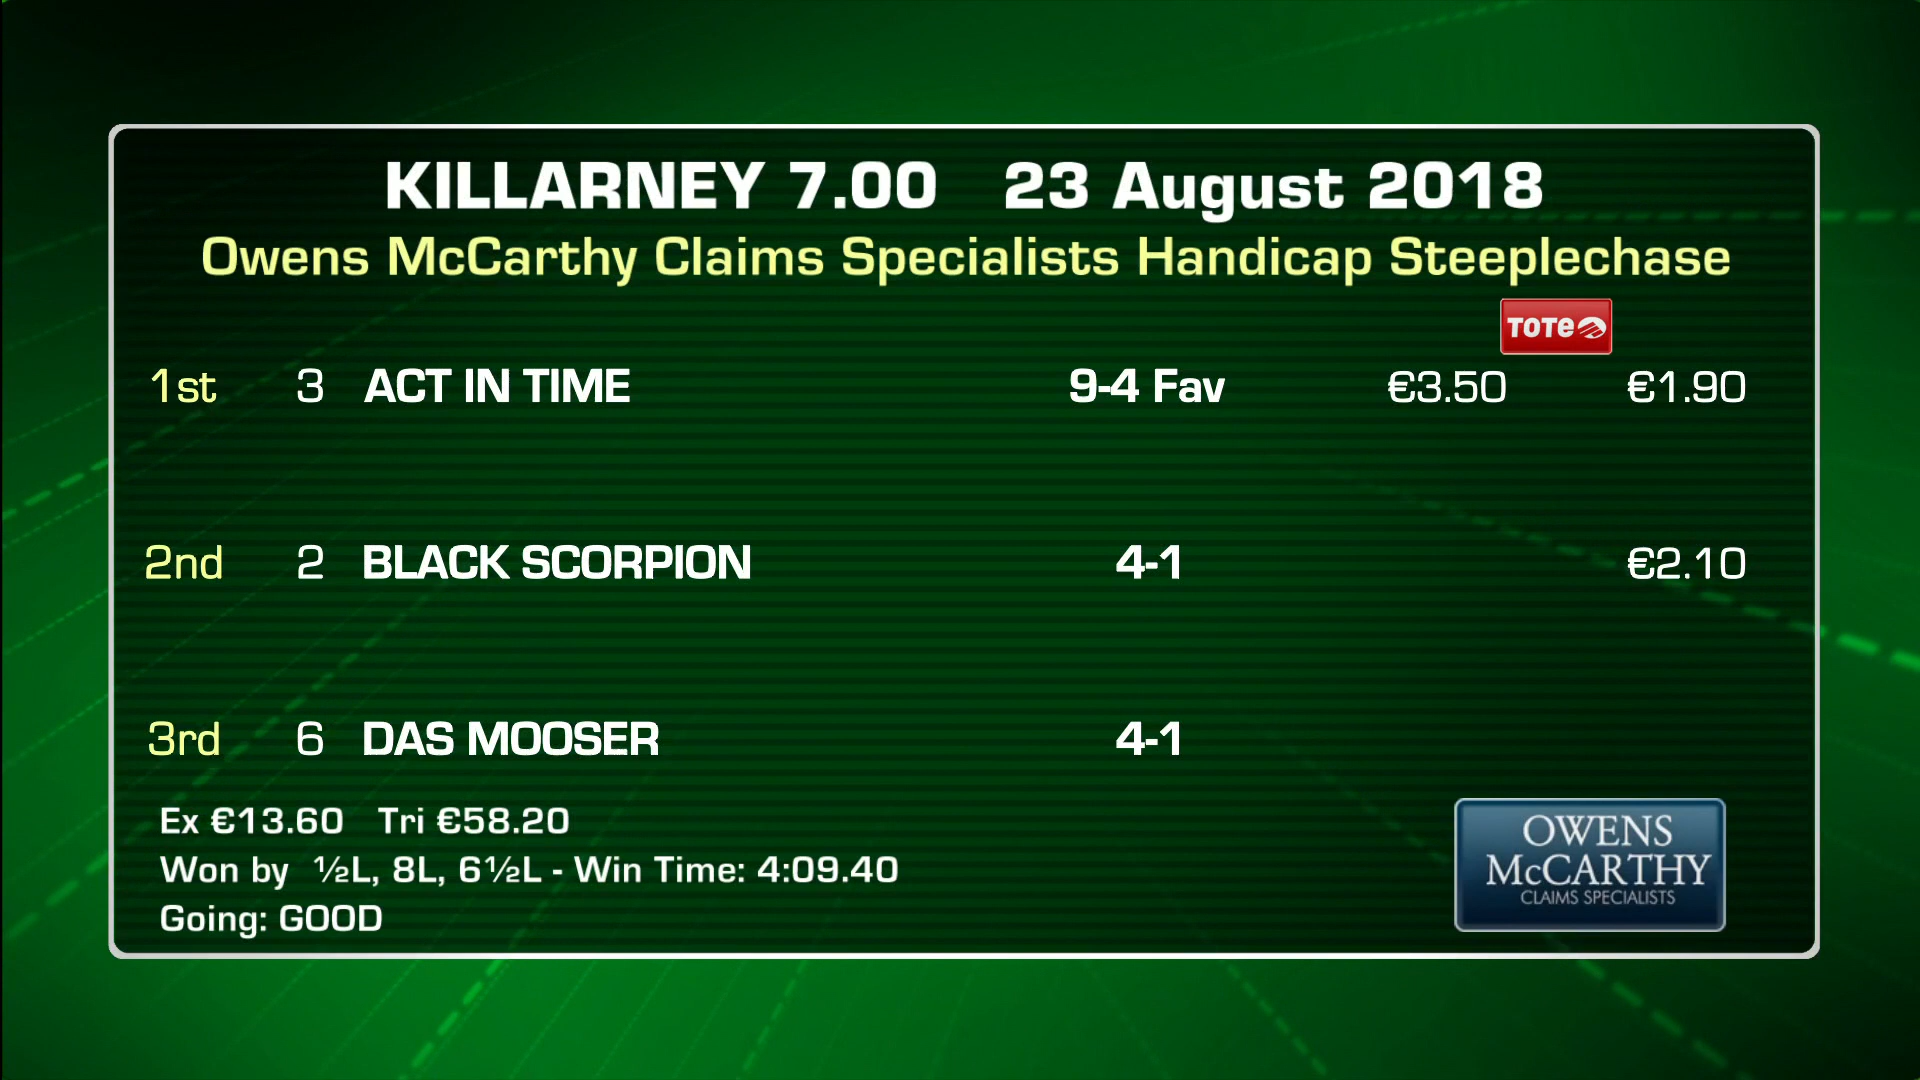 KILLARNEY 7.00 23 August 2018
Owens McCarthy Claims Specialists Handicap Steeplechase
TOTE
1st 3 ACT IN TIME 9-4 Fav €3.50 €1.90
2nd 2 BLACK SCORPION 4-1 €2.10
3rd 6 DAS MOOSER 4-1
Ex €13.60 Tri €58.20
Won by ½L, 8L, 6½L - Win Time: 4:09.40
Going: GOOD
OWENS
McCARTHY
CLAIMS SPECIALISTS